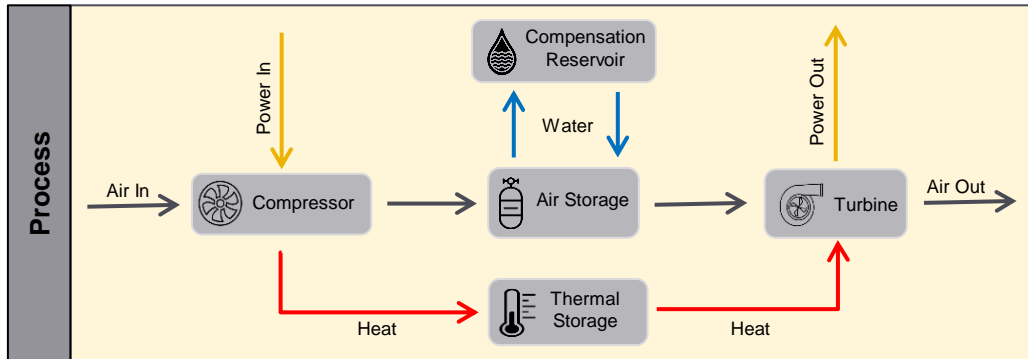 Process
Power In
Compensation
Reservoir
Power Out
Water
Air In
Compressor
Air Storage
Turbine
Air Out
Thermal
Storage
Heat
Heat